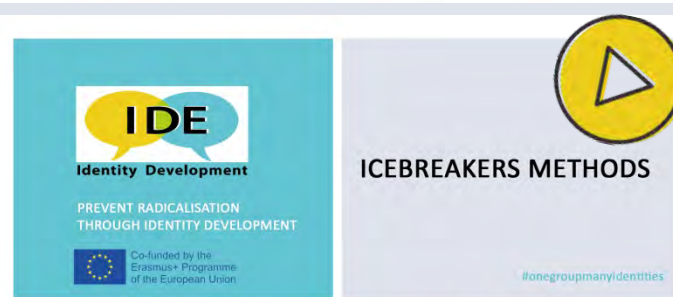 IDE
Identity Development
PREVENT RADICALISATION
THROUGH IDENTITY DEVELOPMENT
Co-funded by the
Erasmus+ Programme
of the European Union
ICEBREAKERS METHODS
#onegroupmanyidentities